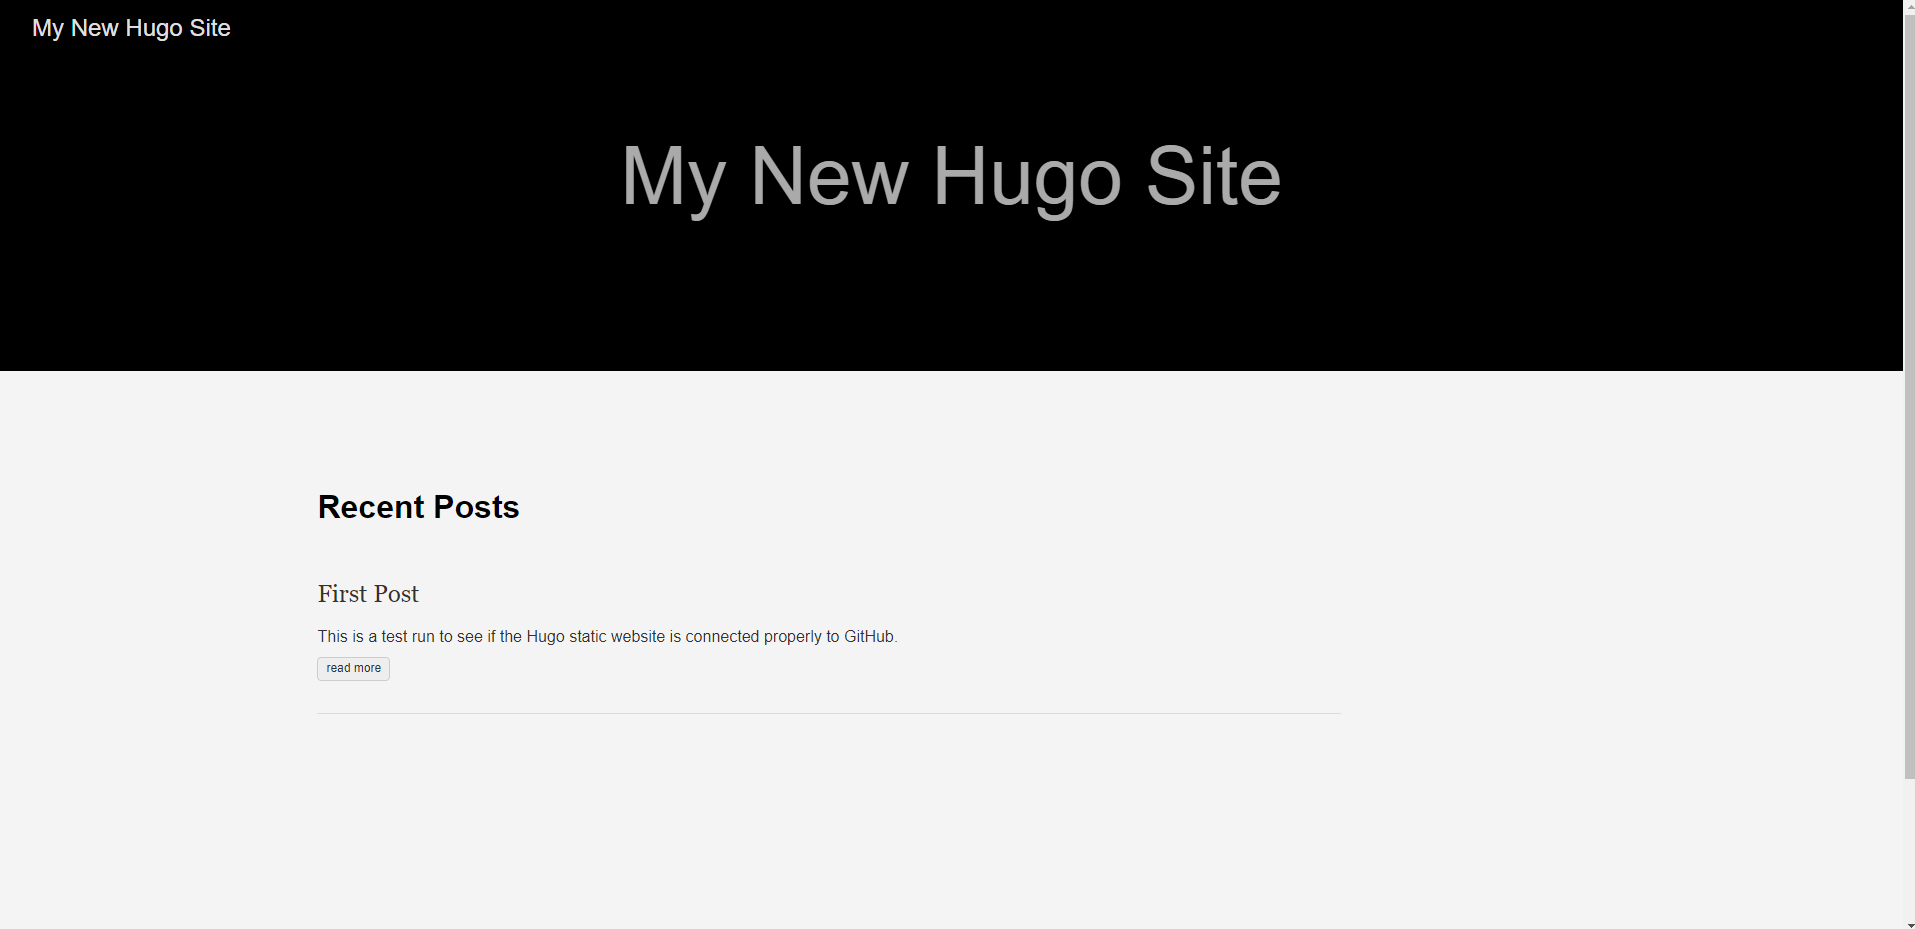 My New Hugo Site
My New Hugo Site
Recent Posts
First Post
This is a test run to see if the Hugo static website is connected properly to GitHub.
read more